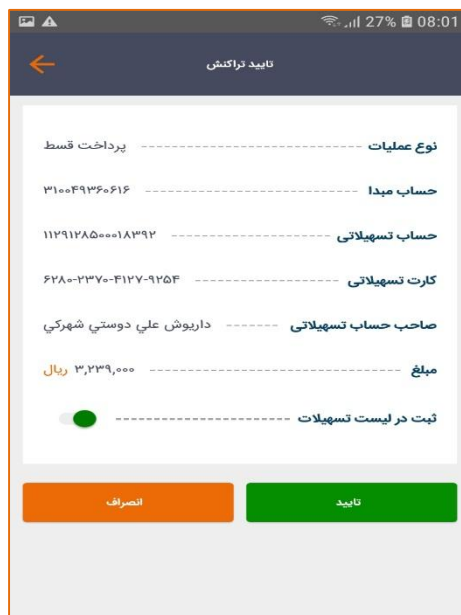 27% 08:01
تایید تراکنش
نوع عملیات پرداخت قسط
حساب مبدا ۳۱۰۰۴۹۳۶۰۶۱۶
حساب تسهیلاتی ۱۱۲۹۱۲۸۵۰۰۰۱۸۳۹۲
کارت تسهیلاتی ۶۲۸۰-۲۳۷۰-۴۱۲۷-۹۲۵۴
صاحب حساب تسهیلاتی داریوش علي دوستي شهركي
مبلغ ۳,۲۳۹,۰۰۰ ریال
ثبت در لیست تسهیلات
تایید
انصراف